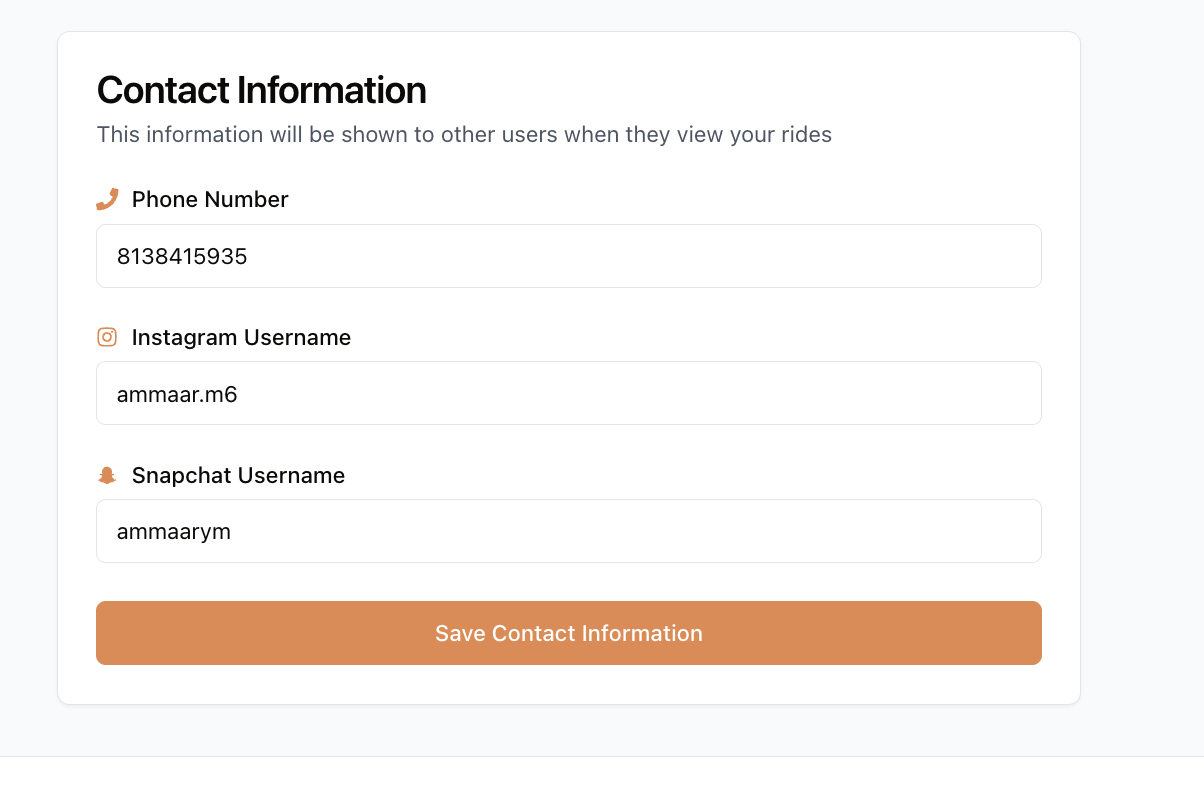 Contact Information
This information will be shown to other users when they view your rides
Phone Number
8138415935
Instagram Username
ammaar.m6
Snapchat Username
ammaarym
Save Contact Information